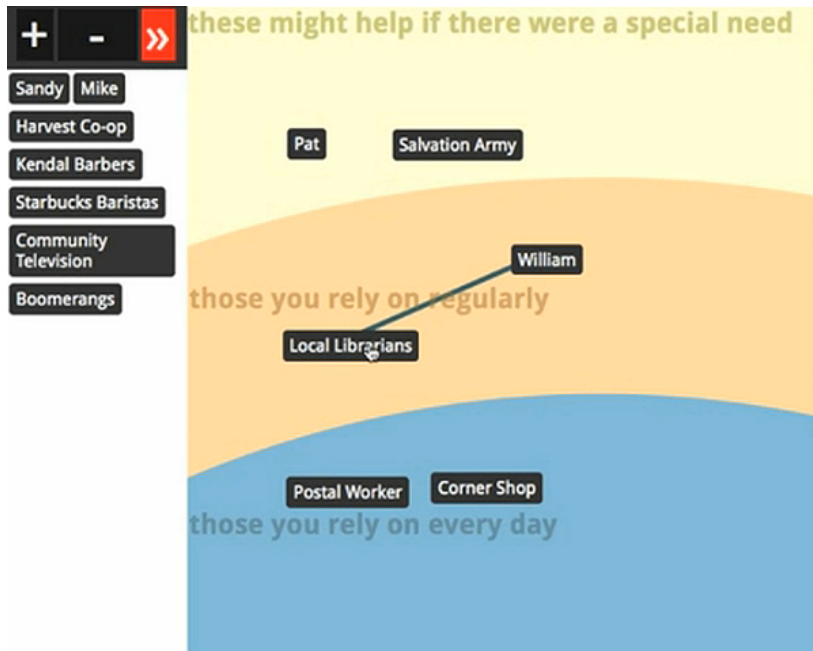 + - »
these might help if there were a special need
Sandy Mike
Harvest Co-op
Kendal Barbers
Starbucks Baristas
Community
Television
Boomerangs
Pat Salvation Army
William
those you rely on regularly
Local Librarians
Postal Worker Corner Shop
those you rely on every day